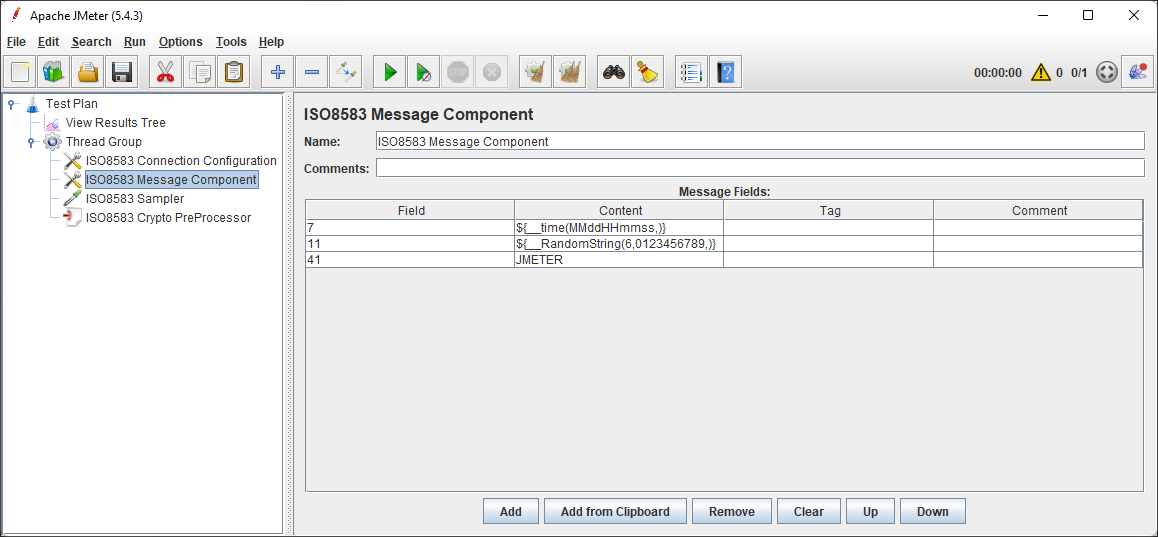 Apache JMeter (5.4.3)
File Edit Search Run Options Tools Help
STOP
00:00:00 0 0/1
Test Plan
View Results Tree
Thread Group
ISO8583 Connection Configuration
ISO8583 Message Component
ISO8583 Sampler
ISO8583 Crypto PreProcessor
ISO8583 Message Component
Name: ISO8583 Message Component
Comments:
Message Fields:
Field Content Tag Comment
7 ${__time(MMddHHmmss,)}
11 ${__RandomString(6,0123456789,)}
41 JMETER
Add Add from Clipboard Remove Clear Up Down